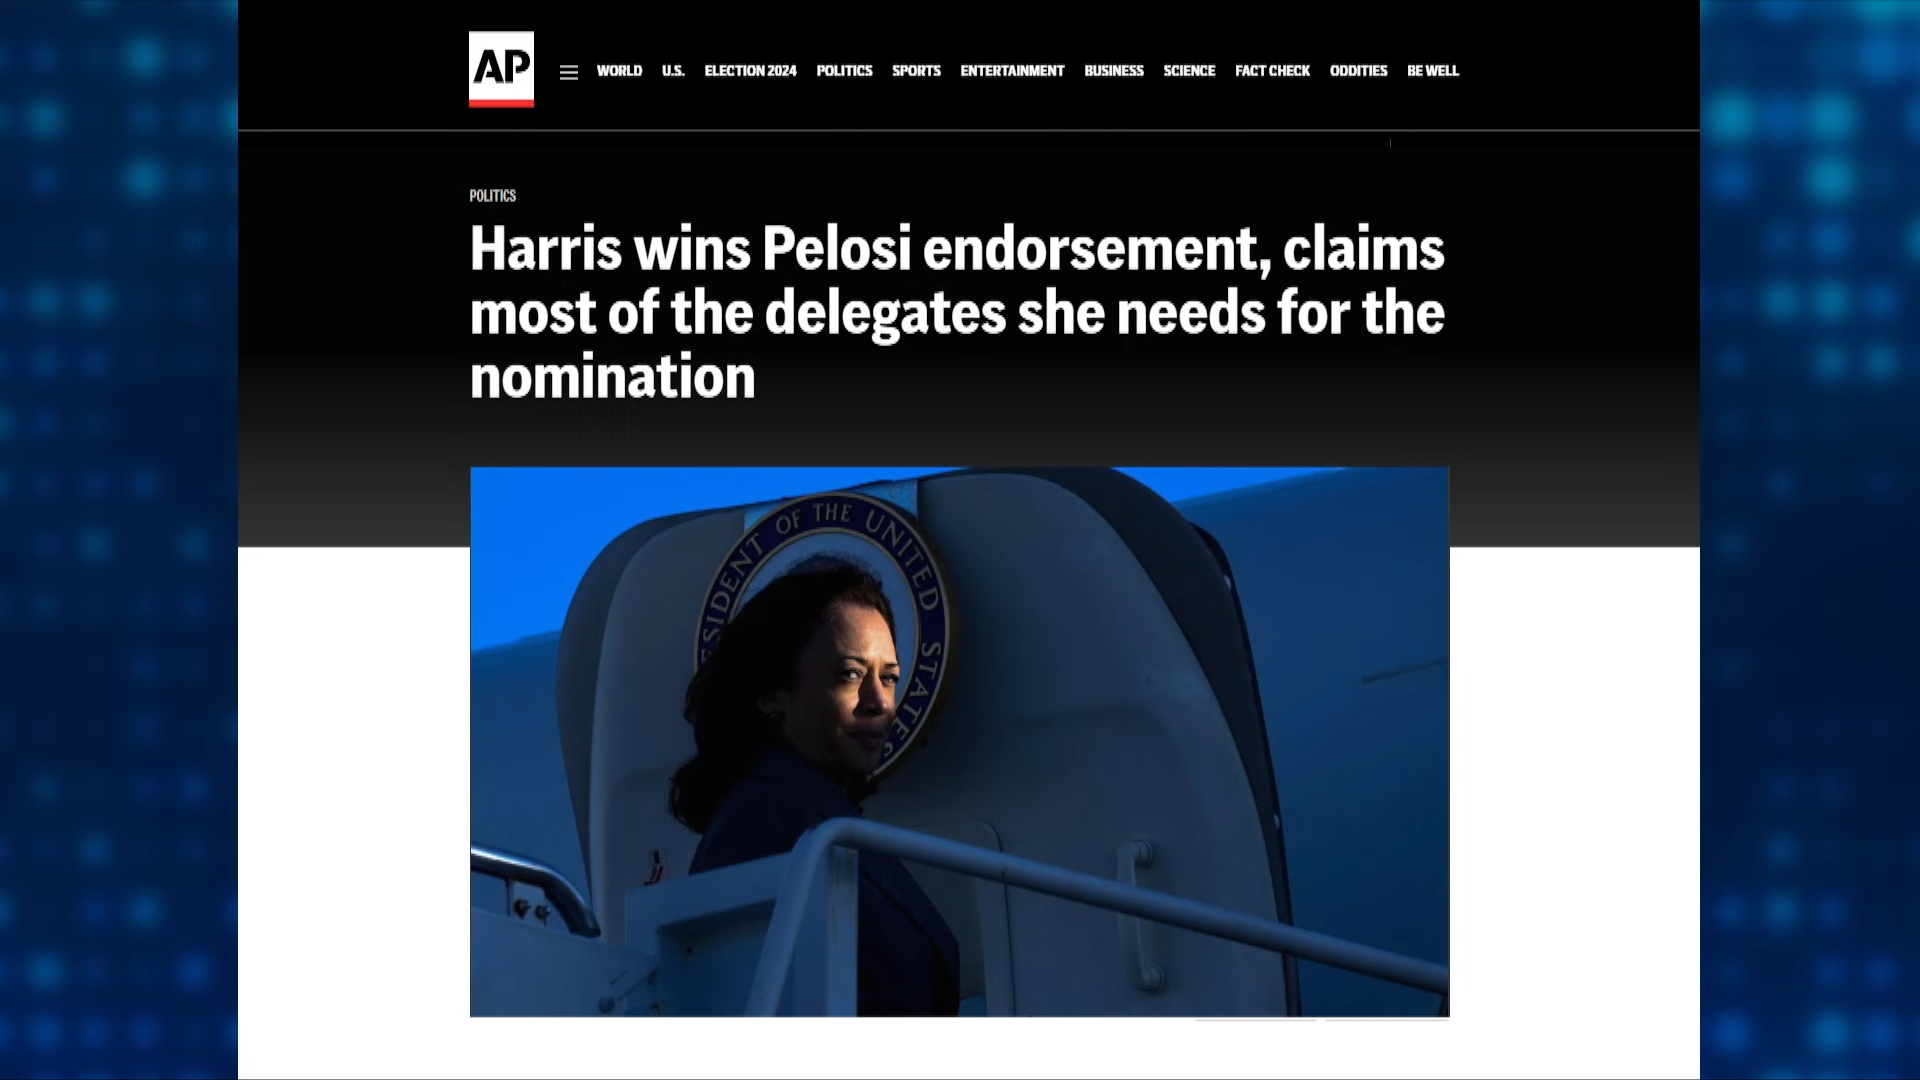 AP
WORLD U.S. ELECTION 2024 POLITICS SPORTS ENTERTAINMENT BUSINESS SCIENCE FACT CHECK ODDITIES BE WELL
POLITICS
Harris wins Pelosi endorsement, claims
most of the delegates she needs for the
nomination
ESIDENT OF THE UNITED STATES